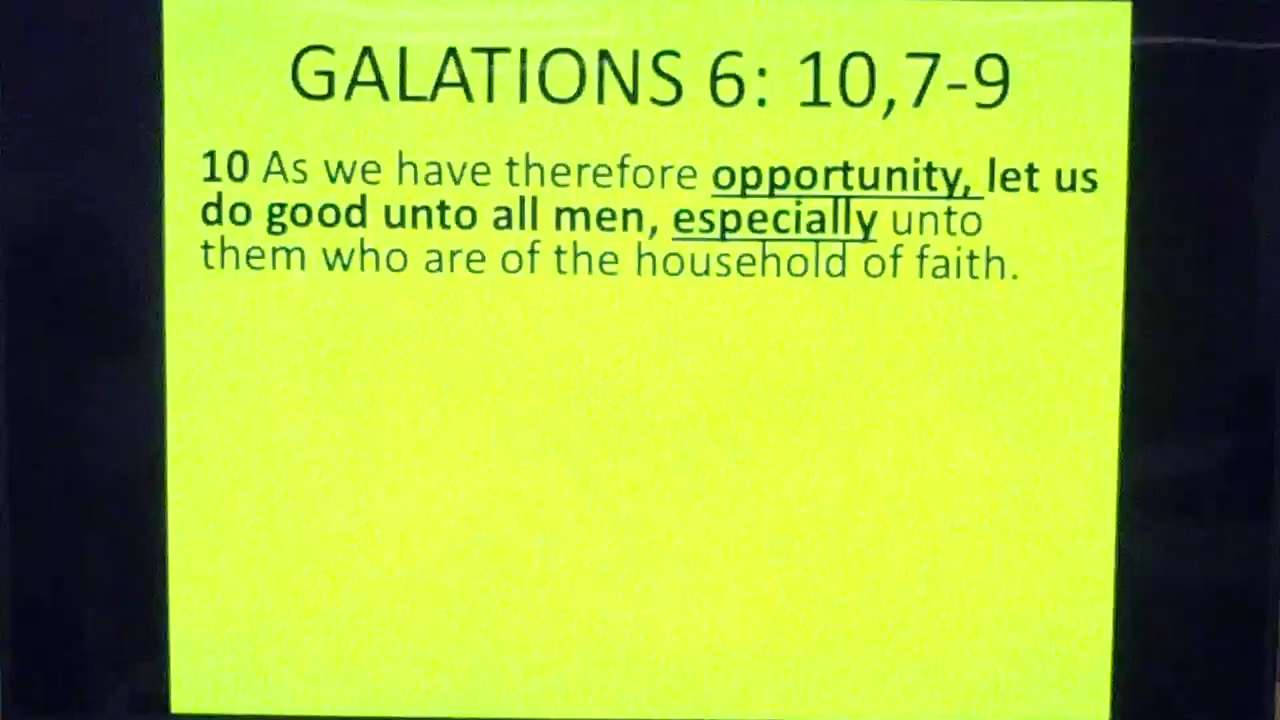 GALATIONS 6: 10,7-9
10 As we have therefore opportunity, let us
do good unto all men, especially unto
them who are of the household of faith.